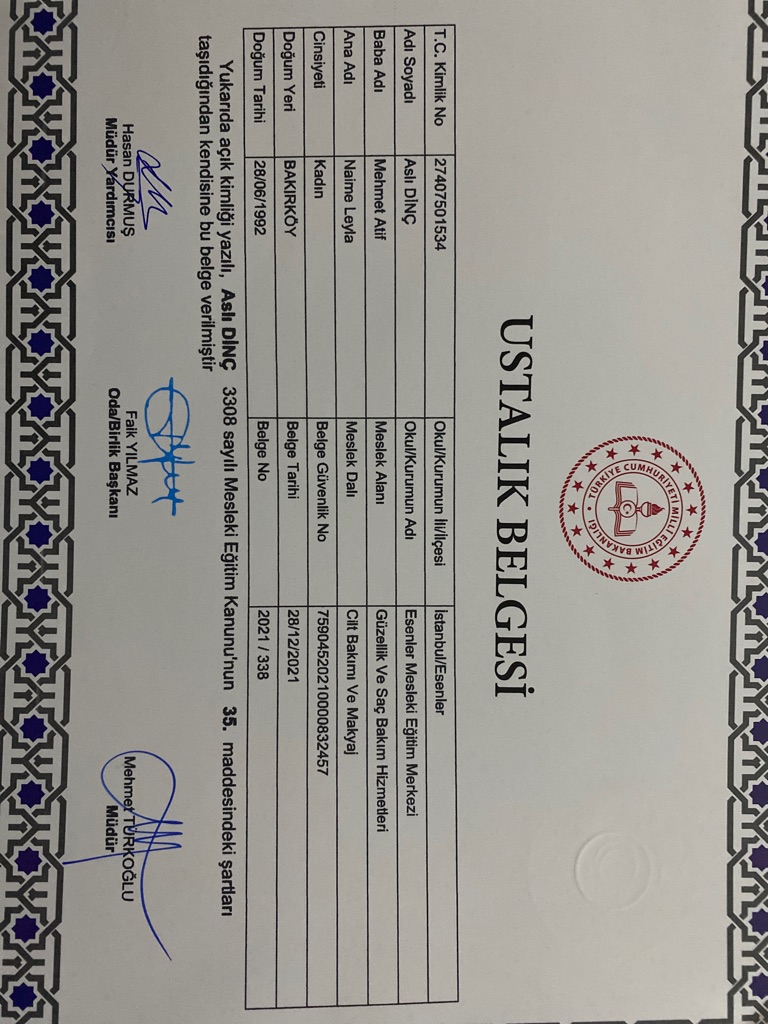 TÜRKİYE CUMHURİYETİ MİLLİ EĞİTİM BAKANLIĞI
USTALIK BELGESİ
T.C. Kimlik No 27407501534 Okul/Kurumun İli/İlçesi İstanbul/Esenler
Adı Soyadı Aslı DİNÇ Okul/Kurumun Adı Esenler Mesleki Eğitim Merkezi
Baba Adı Mehmet Atif Meslek Alanı Güzellik Ve Saç Bakım Hizmetleri
Ana Adı Naime Leyla Meslek Dalı Cilt Bakımı Ve Makyaj
Cinsiyeti Kadın Belge Güvenlik No 75904520210000832457
Doğum Yeri BAKIRKÖY Belge Tarihi 28/12/2021
Doğum Tarihi 28/06/1992 Belge No 2021 / 338
Yukarıda açık kimliği yazılı, Aslı DİNÇ 3308 sayılı Mesleki Eğitim Kanunu'nun 35. maddesindeki şartları
taşıdığından kendisine bu belge verilmiştir
Hasan DURMUŞ Faik YILMAZ Mehmet TÜRKOĞLU
Müdür Yardımcısı Oda/Birlik Başkanı Müdür